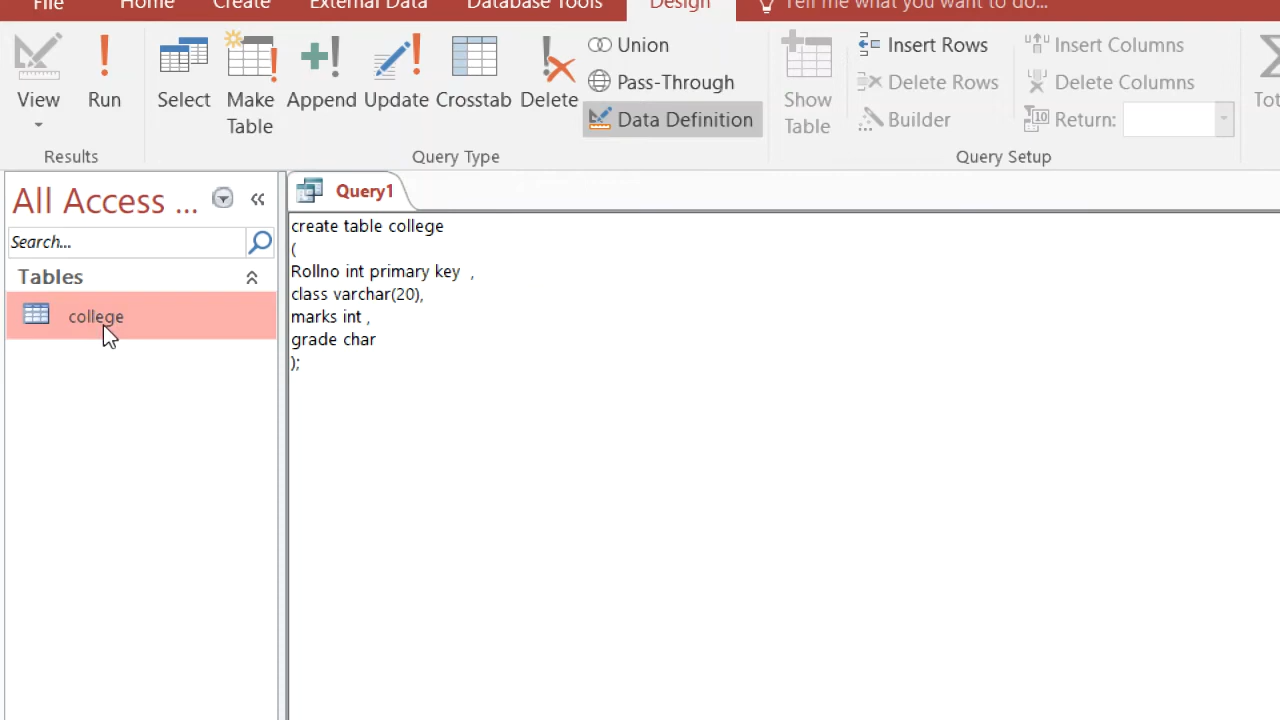 File Home Create External Data Database Tools Design Tell me what you want to do...
View Run Select Make Table Append Update Crosstab Delete
Union
Pass-Through
Data Definition
Show Table
Insert Rows
Delete Rows
Builder
Insert Columns
Delete Columns
Return:
Results Query Type Query Setup
All Access ...
Search...
Tables
college
Query1
create table college
(
Rollno int primary key ,
class varchar(20),
marks int ,
grade char
);